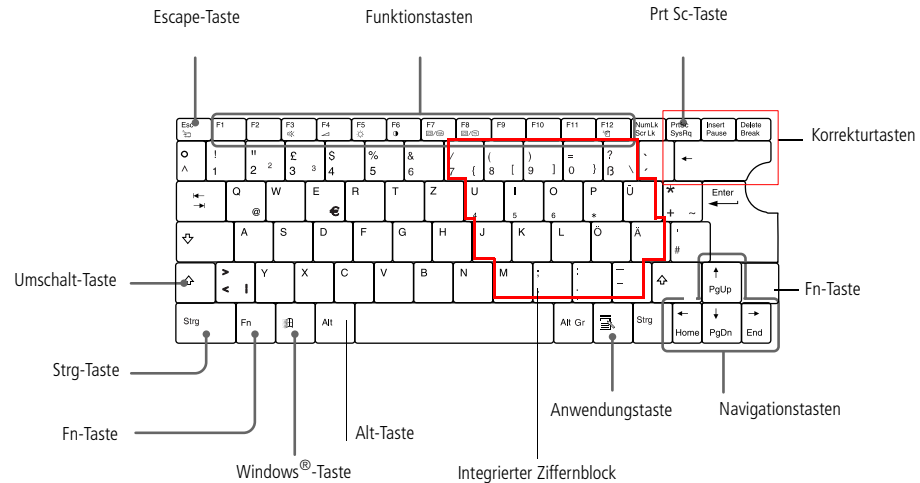 Escape-Taste Funktionstasten Prt Sc-Taste
Esc F1 F2 F3 F4 F5 F6 F7 F8 F9 F10 F11 F12 NumLk PrtSc Insert Delete
Scr Lk SysRq Pause Break
Korrekturtasten
° ! " £ $ % & / ( ) = ? `
^ 1 2 ² 3 ³ 4 5 6 7 { 8 [ 9 ] 0 } ß \ ´ ←
Q W E R T Z U I O P Ü * Enter
@ € 4 5 6 * + ~
A S D F G H J K L Ö Ä '
#
Umschalt-Taste > Y X C V B N M ; : _ ↑ Fn-Taste
< | , . - PgUp
Strg Fn Alt Alt Gr Strg ← ↓ →
Home PgDn End
Strg-Taste
Anwendungstaste Navigationstasten
Fn-Taste Alt-Taste
Windows®-Taste Integrierter Ziffernblock